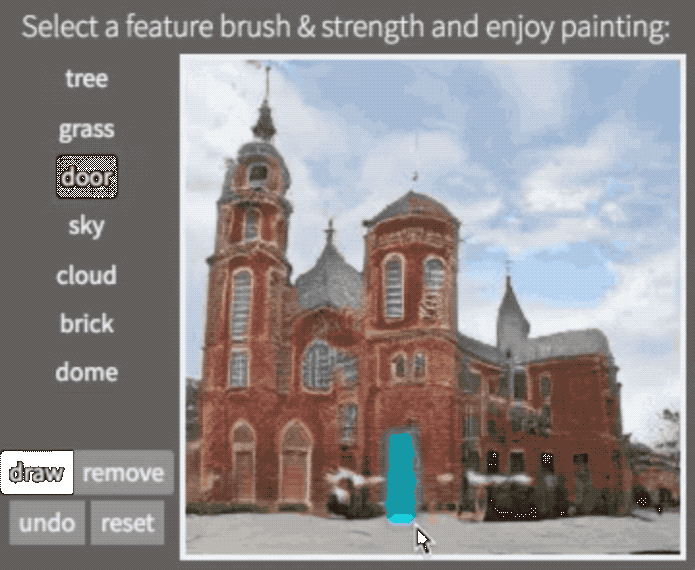 Select a feature brush & strength and enjoy painting:
tree
grass
door
sky
cloud
brick
dome
draw remove
undo reset